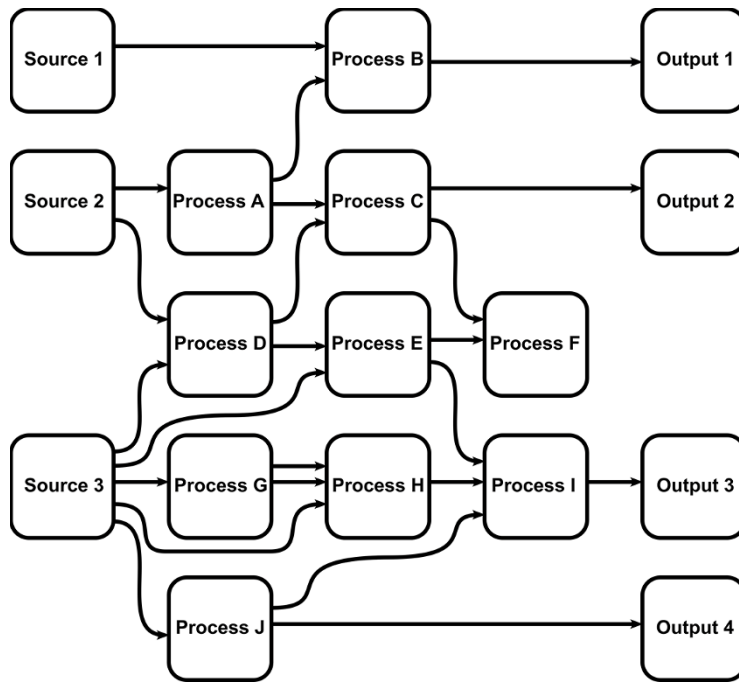 Source 1
Process B
Output 1
Source 2
Process A
Process C
Output 2
Process D
Process E
Process F
Source 3
Process G
Process H
Process I
Output 3
Process J
Output 4